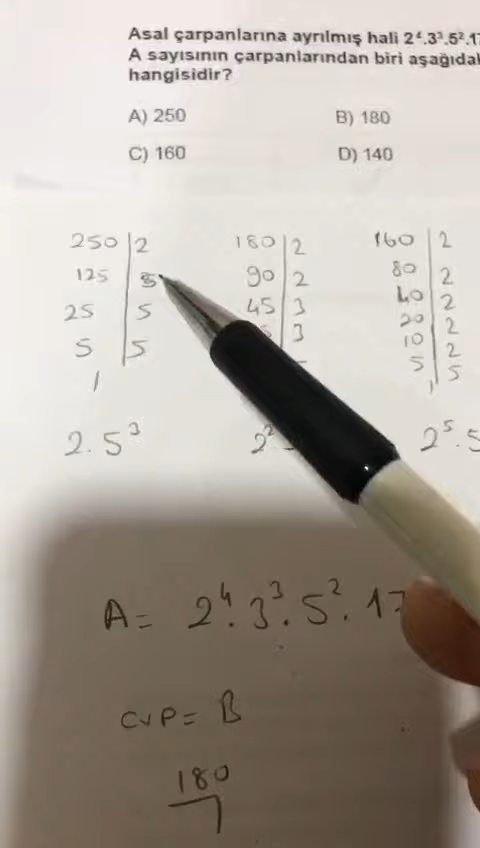 Asal çarpanlarına ayrılmış hali 2⁴.3³.5².1
A sayısının çarpanlarından biri
hangisidir?
A) 250 B) 180
C) 160 D) 140
250 2 180 2 160 2
125 5 90 2 80 2
25 5 45 3 40 2
5 5 3 20 2
1 10 2
5 5
1
2.5³ 2² 2⁵.5
A= 2⁴.3³.5².17
CVP= B
180